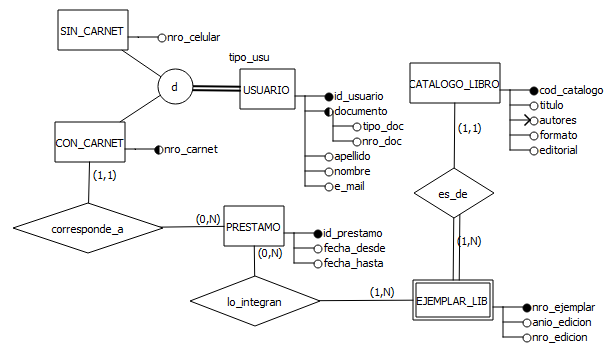 SIN_CARNET
nro_celular
tipo_usu
d
USUARIO
id_usuario
documento
tipo_doc
nro_doc
apellido
nombre
e_mail
CATALOGO_LIBRO
cod_catalogo
titulo
autores
formato
editorial
CON_CARNET
nro_carnet
(1,1)
(1,1)
es_de
corresponde_a
(0,N)
PRESTAMO
id_prestamo
fecha_desde
fecha_hasta
(0,N)
(1,N)
lo_integran
(1,N)
EJEMPLAR_LIB
nro_ejemplar
anio_edicion
nro_edicion